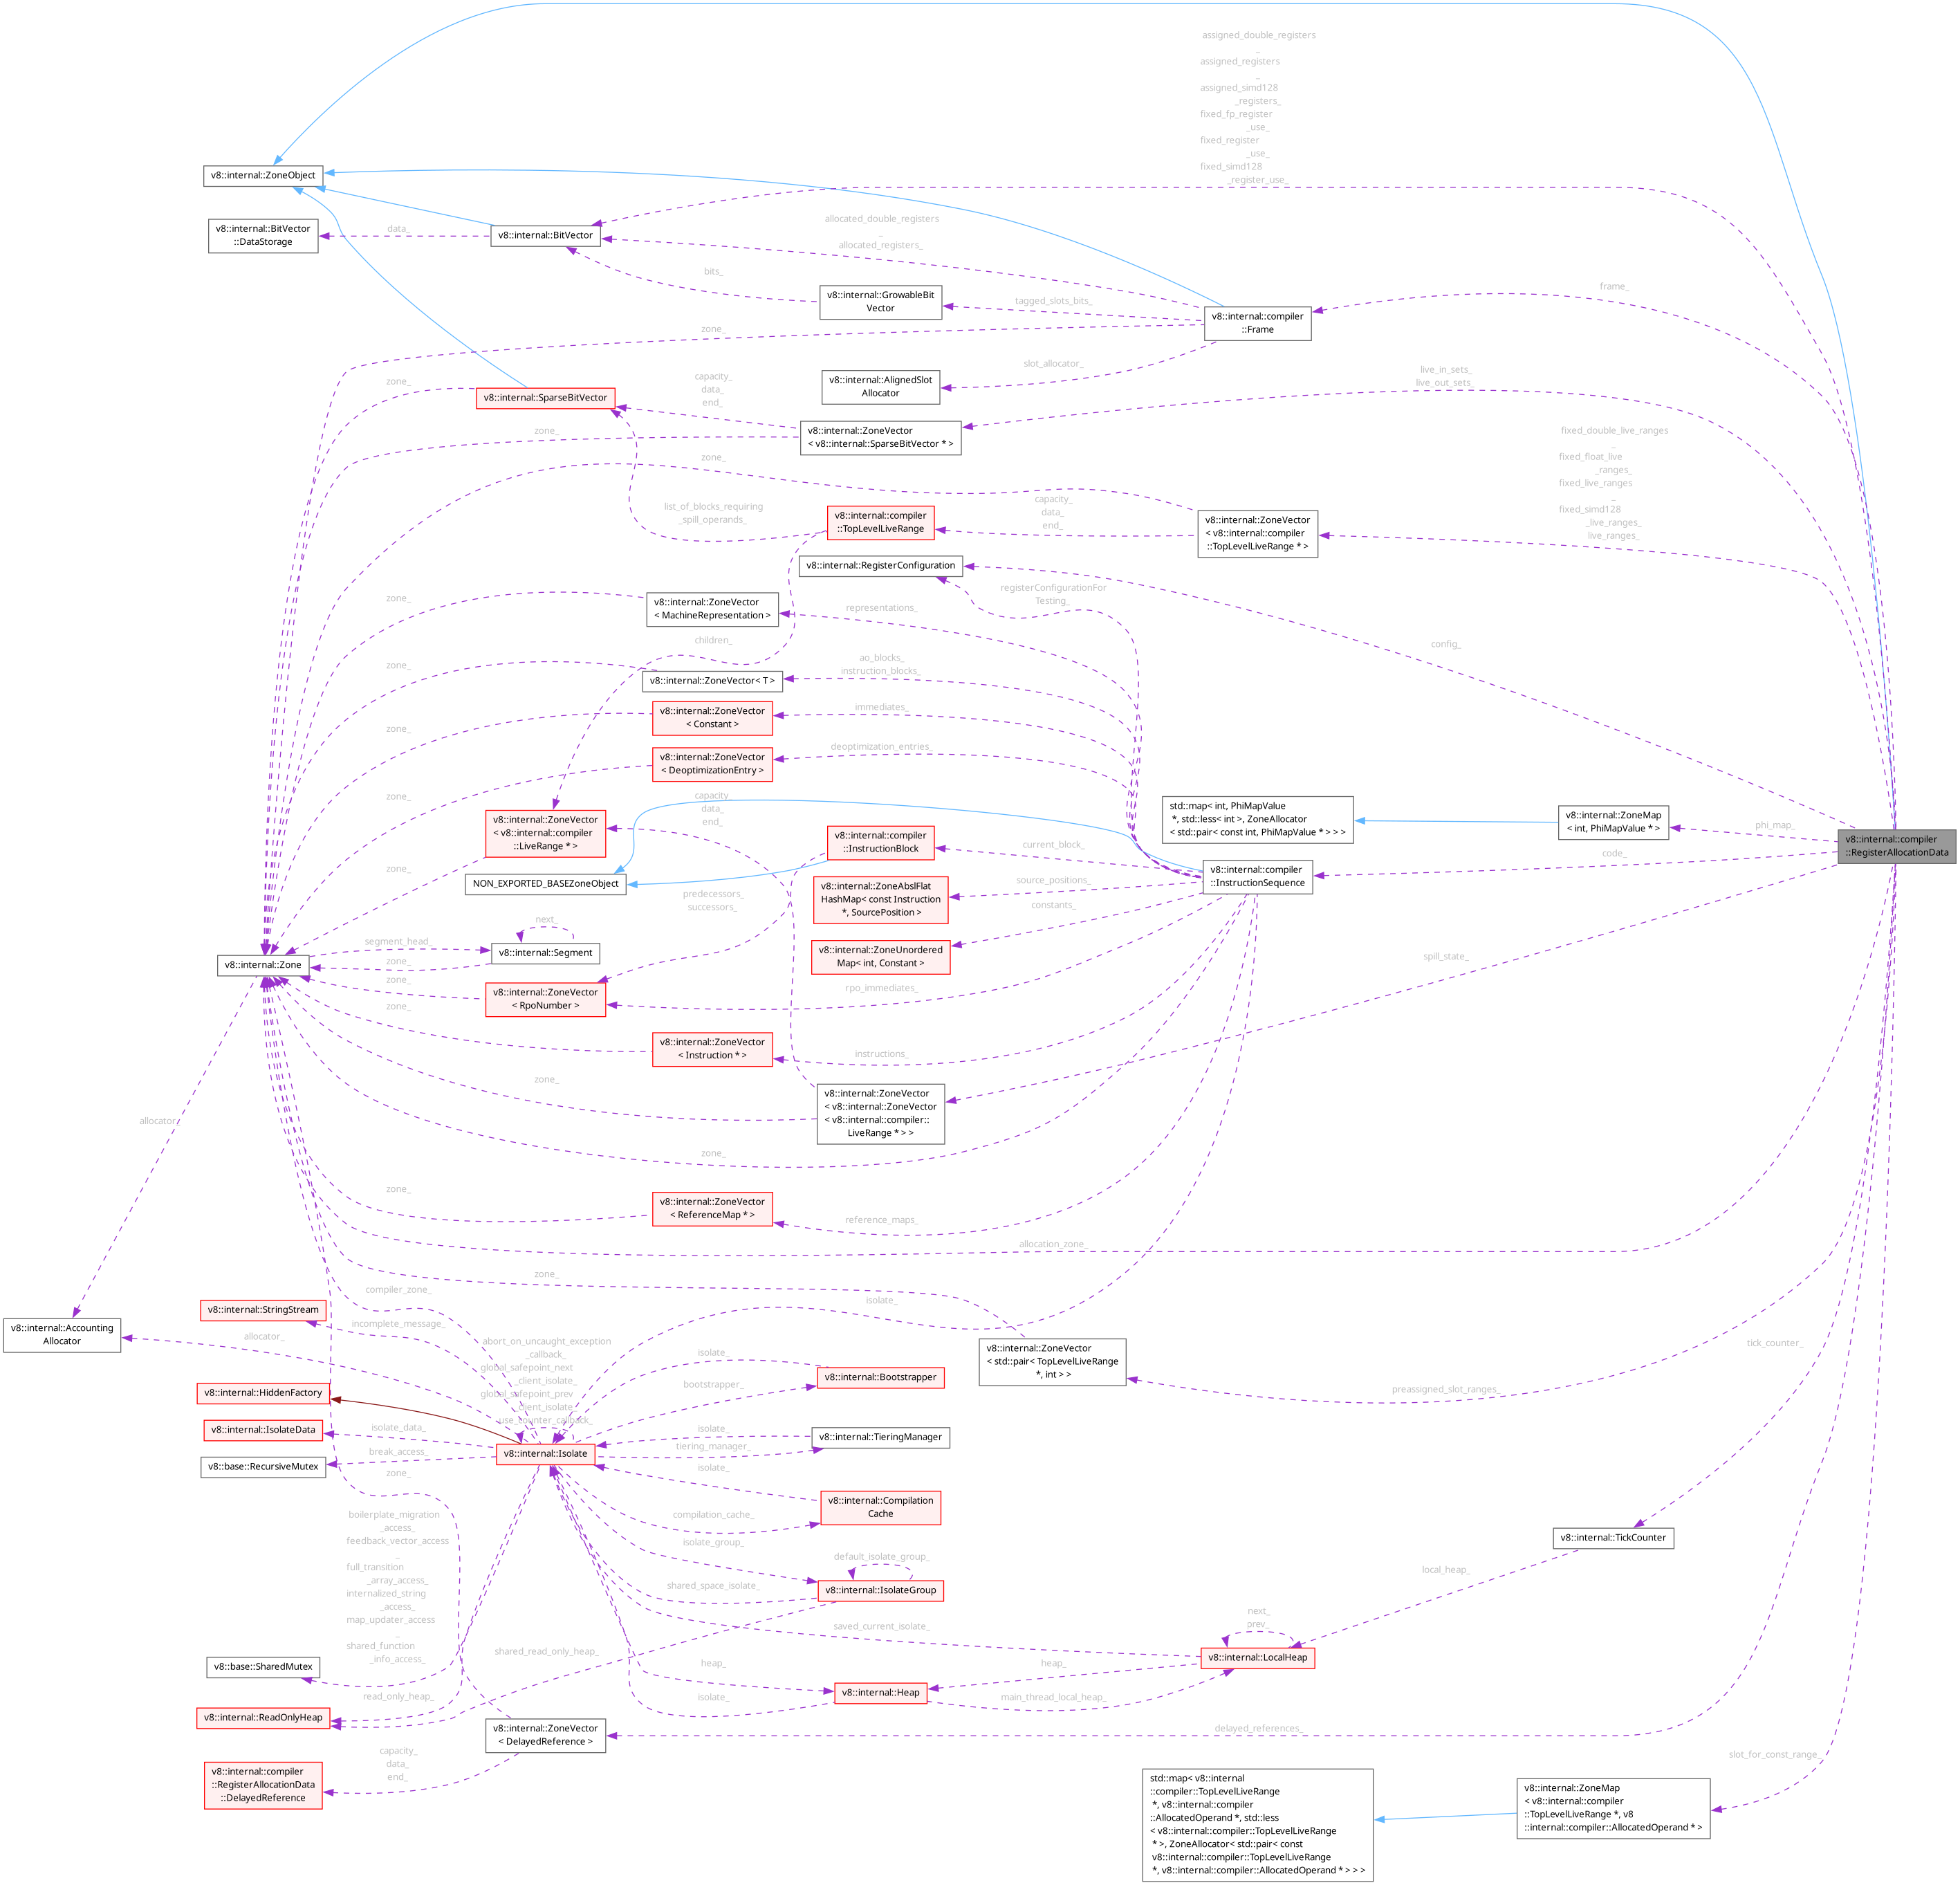 assigned_double_registers
_
assigned_registers
_
assigned_simd128
_registers_
fixed_fp_register
_use_
fixed_register
_use_
fixed_simd128
_register_use_
v8::internal::ZoneObject
v8::internal::BitVector
::DataStorage
data_
v8::internal::BitVector
allocated_double_registers
_
allocated_registers_
bits_
v8::internal::GrowableBit
Vector
tagged_slots_bits_
v8::internal::compiler
::Frame
frame_
zone_
slot_allocator_
v8::internal::AlignedSlot
Allocator
zone_
v8::internal::SparseBitVector
capacity_
data_
end_
live_in_sets_
live_out_sets_
zone_
v8::internal::ZoneVector
< v8::internal::SparseBitVector * >
zone_
fixed_double_live_ranges
_
fixed_float_live
_ranges_
fixed_live_ranges
_
fixed_simd128
_live_ranges_
live_ranges_
list_of_blocks_requiring
_spill_operands_
v8::internal::compiler
::TopLevelLiveRange
capacity_
data_
end_
v8::internal::ZoneVector
< v8::internal::compiler
::TopLevelLiveRange * >
v8::internal::RegisterConfiguration
registerConfigurationFor
Testing_
zone_
v8::internal::ZoneVector
< MachineRepresentation >
representations_
children_
config_
zone_
v8::internal::ZoneVector< T >
ao_blocks_
instruction_blocks_
zone_
v8::internal::ZoneVector
< Constant >
immediates_
zone_
v8::internal::ZoneVector
< DeoptimizationEntry >
deoptimization_entries_
v8::internal::ZoneVector
< v8::internal::compiler
::LiveRange * >
capacity_
data_
end_
zone_
std::map< int, PhiMapValue
*, std::less< int >, ZoneAllocator
< std::pair< const int, PhiMapValue * > > >
v8::internal::ZoneMap
< int, PhiMapValue * >
phi_map_
v8::internal::compiler
::RegisterAllocationData
code_
v8::internal::compiler
::InstructionBlock
current_block_
v8::internal::compiler
::InstructionSequence
NON_EXPORTED_BASEZoneObject
predecessors_
successors_
v8::internal::ZoneAbslFlat
HashMap< const Instruction
*, SourcePosition >
source_positions_
constants_
v8::internal::ZoneUnordered
Map< int, Constant >
v8::internal::Zone
segment_head_
zone_
next_
v8::internal::Segment
zone_
v8::internal::ZoneVector
< RpoNumber >
rpo_immediates_
spill_state_
zone_
v8::internal::ZoneVector
< Instruction * >
instructions_
zone_
v8::internal::ZoneVector
< v8::internal::ZoneVector
< v8::internal::compiler::
LiveRange * > >
allocator_
zone_
zone_
v8::internal::ZoneVector
< ReferenceMap * >
reference_maps_
allocation_zone_
zone_
compiler_zone_
v8::internal::StringStream
incomplete_message_
v8::internal::Accounting
Allocator
allocator_
isolate_
abort_on_uncaught_exception
_callback_
global_safepoint_next
_client_isolate_
global_safepoint_prev
_client_isolate_
use_counter_callback_
isolate_
v8::internal::Bootstrapper
bootstrapper_
v8::internal::ZoneVector
< std::pair< TopLevelLiveRange
*, int > >
preassigned_slot_ranges_
tick_counter_
v8::internal::HiddenFactory
v8::internal::IsolateData
isolate_data_
v8::internal::Isolate
isolate_
tiering_manager_
v8::internal::TieringManager
v8::base::RecursiveMutex
break_access_
zone_
isolate_
compilation_cache_
v8::internal::Compilation
Cache
isolate_group_
default_isolate_group_
v8::internal::IsolateGroup
shared_space_isolate_
v8::internal::TickCounter
local_heap_
boilerplate_migration
_access_
feedback_vector_access
_
full_transition
_array_access_
internalized_string
_access_
map_updater_access
_
shared_function
_info_access_
saved_current_isolate_
next_
prev_
v8::internal::LocalHeap
v8::base::SharedMutex
shared_read_only_heap_
heap_
heap_
v8::internal::Heap
main_thread_local_heap_
isolate_
read_only_heap_
v8::internal::ReadOnlyHeap
v8::internal::ZoneVector
< DelayedReference >
delayed_references_
slot_for_const_range_
capacity_
data_
end_
v8::internal::compiler
::RegisterAllocationData
::DelayedReference
std::map< v8::internal
::compiler::TopLevelLiveRange
*, v8::internal::compiler
::AllocatedOperand *, std::less
< v8::internal::compiler::TopLevelLiveRange
* >, ZoneAllocator< std::pair< const
v8::internal::compiler::TopLevelLiveRange
*, v8::internal::compiler::AllocatedOperand * > > >
v8::internal::ZoneMap
< v8::internal::compiler
::TopLevelLiveRange *, v8
::internal::compiler::AllocatedOperand * >